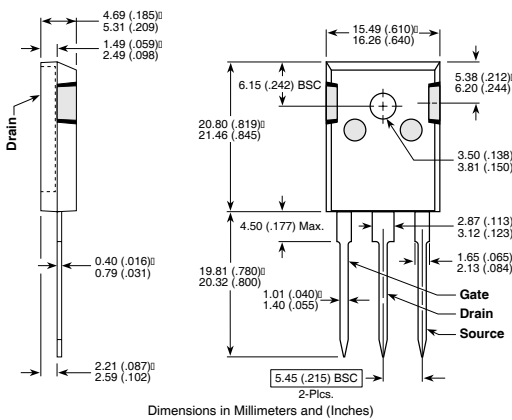 4.69 (.185)▯
5.31 (.209)
1.49 (.059)▯
2.49 (.098)
15.49 (.610)▯
16.26 (.640)
6.15 (.242) BSC
5.38 (.212)▯
6.20 (.244)
Drain
20.80 (.819)▯
21.46 (.845)
3.50 (.138)
3.81 (.150)
4.50 (.177) Max.
2.87 (.113)
3.12 (.123)
0.40 (.016)▯
0.79 (.031)
19.81 (.780)▯
20.32 (.800)
1.65 (.065)
2.13 (.084)
1.01 (.040)▯
1.40 (.055)
Gate
Drain
Source
2.21 (.087)▯
2.59 (.102)
5.45 (.215) BSC
2-Plcs.
Dimensions in Millimeters and (Inches)